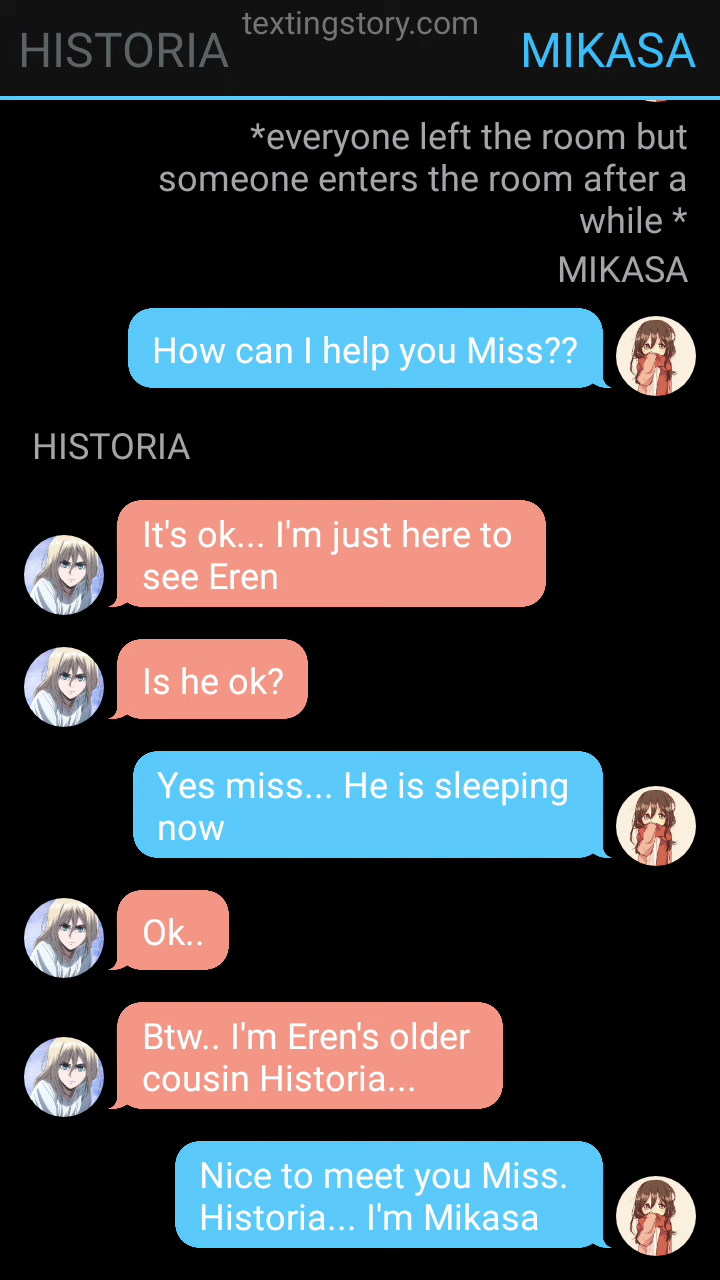 textingstory.com
HISTORIA
MIKASA
*everyone left the room but
someone enters the room after a
while *
MIKASA
How can I help you Miss??
HISTORIA
It's ok... I'm just here to
see Eren
Is he ok?
Yes miss... He is sleeping
now
Ok..
Btw.. I'm Eren's older
cousin Historia...
Nice to meet you Miss.
Historia... I'm Mikasa